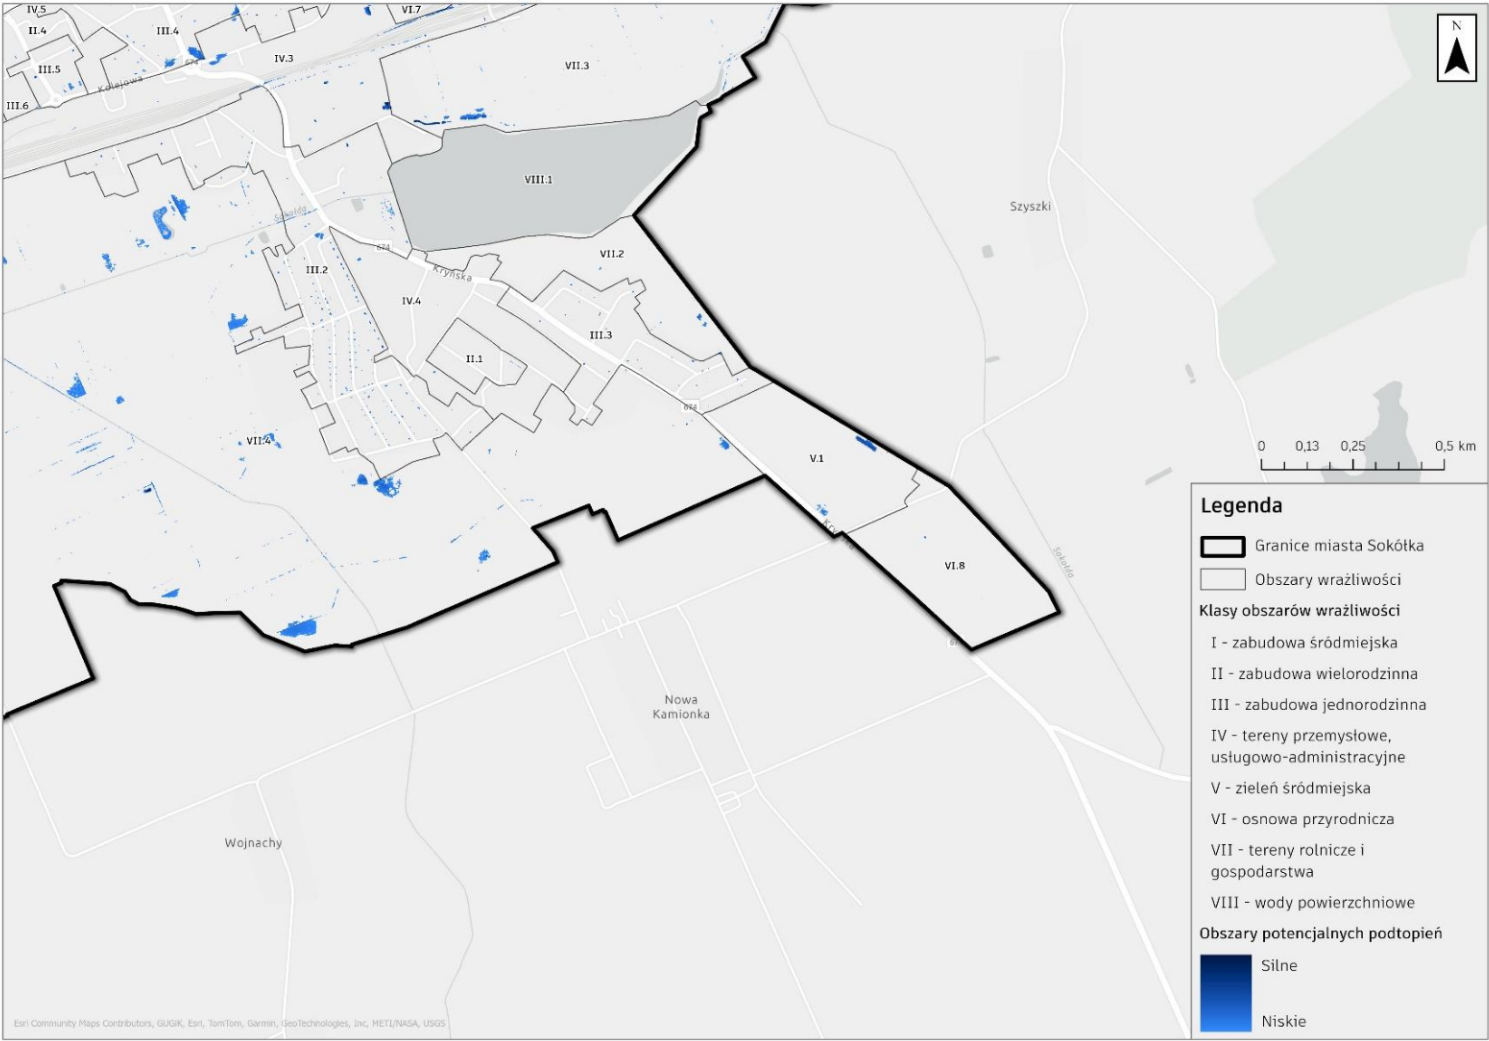 IV.5
VI.7
II.4
III.4
IV.3
674
III.5
VII.3
Kolejowa
III.6
N
VIII.1
Szyszki
Sokołda
674
III.2
VII.2
Kryńska
IV.4
III.3
II.1
674
VII.4
V.1
0 0,13 0,25 0,5 km
VI.8
Sokołda
Nowa
Kamionka
Wojnachy
Legenda
Granice miasta Sokółka
Obszary wrażliwości
Klasy obszarów wrażliwości
I - zabudowa śródmiejska
II - zabudowa wielorodzinna
III - zabudowa jednorodzinna
IV - tereny przemysłowe,
usługowo-administracyjne
V - zieleń śródmiejska
VI - osnowa przyrodnicza
VII - tereny rolnicze i
gospodarstwa
VIII - wody powierzchniowe
Obszary potencjalnych podtopień
Silne
Niskie
Esri Community Maps Contributors, GUGiK, Esri, TomTom, Garmin, GeoTechnologies, Inc, METI/NASA, USGS